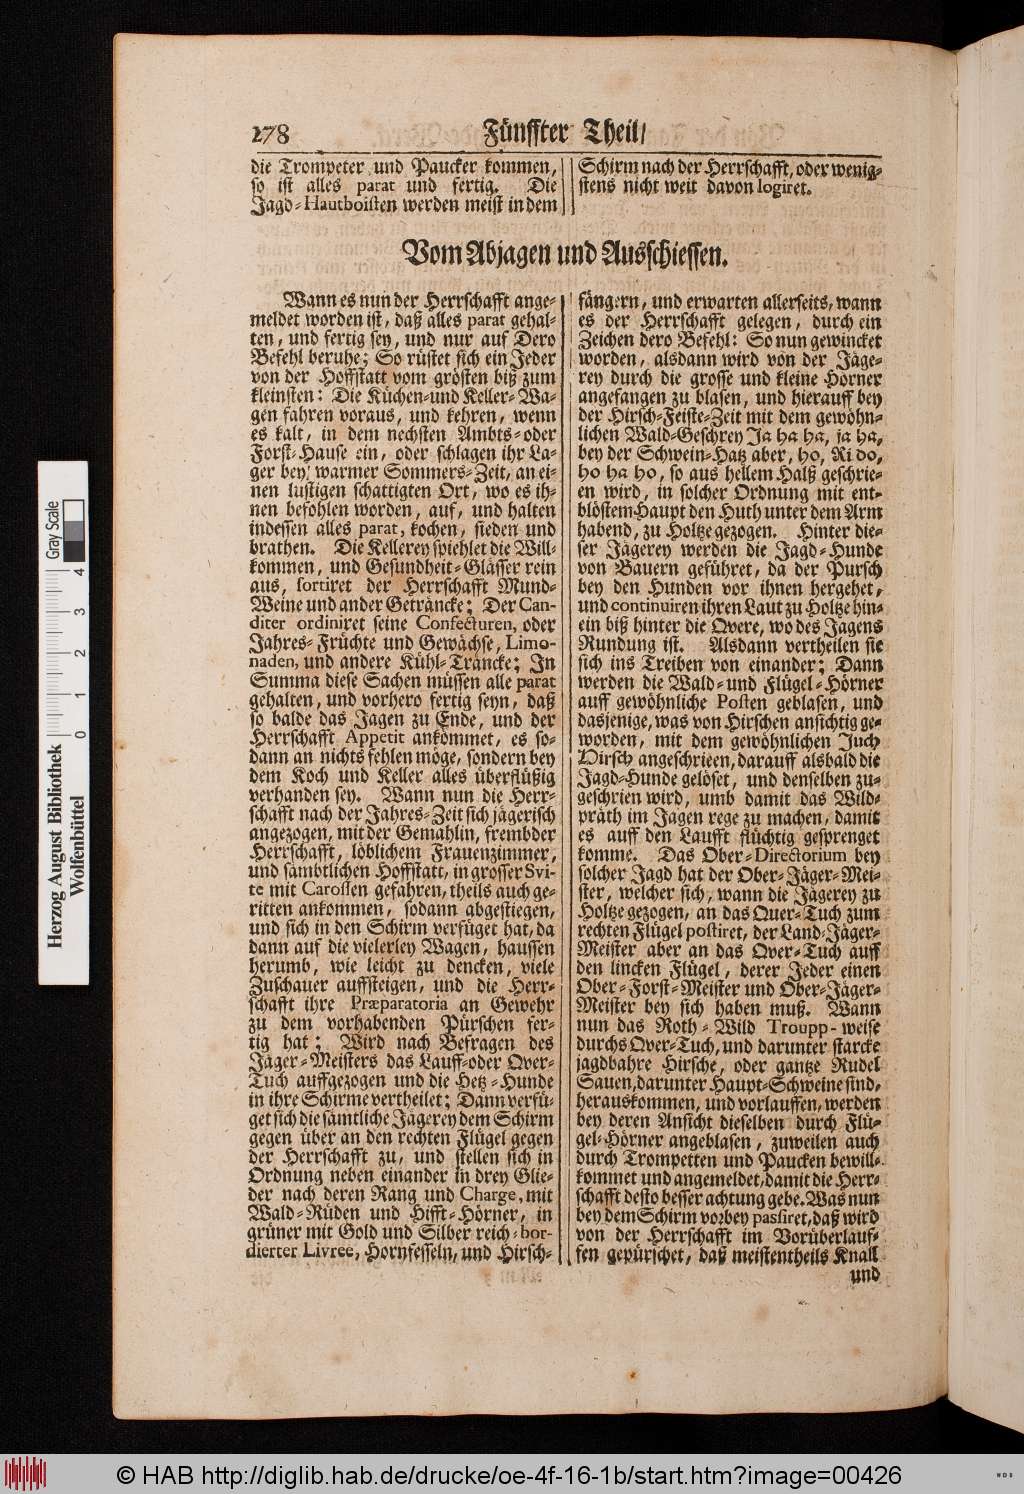 278 Fünffter Theil/
die Trompeter und Paucker kommen,
so ist alles parat und fertig. Die
Jagd-Hautboisten werden meist in dem
Schirm nach der Herrschafft, oder wenig-
stens nicht weit davon logiret.
Vom Abjagen und Ausschiessen.
Wann es nun der Herrschafft ange-
meldet worden ist, daß alles parat gehal-
ten, und fertig sey, und nur auf Dero
Befehl beruhe; So rüstet sich ein Jeder
von der Hoffstatt vom grösten biß zum
kleinsten: Die Küchen-und Keller-Wa-
gen fahren voraus, und kehren, wenn
es kalt, in dem nechsten Ambts-oder
Forst-Hause ein, oder schlagen ihr La-
ger bey warmer Sommers-Zeit, an ei-
nen lustigen schattigten Ort, wo es ih-
nen befohlen worden, auf, und halten
indessen alles parat, kochen, sieden und
brathen. Die Kellerey spiehlet die Will-
kommen, und Gesundheit-Glässer rein
aus, sortiret der Herrschafft Mund-
Weine und ander Geträncke; Der Can-
diter ordiniret seine Confecturen, oder
Jahres-Früchte und Gewächse, Limo-
naden, und andere Kühl-Träncke; In
Summa diese Sachen müssen alle parat
gehalten, und vorhero fertig seyn, daß
so balde das Jagen zu Ende, und der
Herrschafft Appetit ankommet, es so-
dann an nichts fehlen möge, sondern bey
dem Koch und Keller alles überflüßig
verhanden sey. Wann nun die Herr-
schafft nach der Jahres-Zeit sich jägerisch
angezogen, mit der Gemahlin, frembder
Herrschafft, löblichem Frauenzimmer,
und sämbtlichen Hoffstatt, in grosser Svi-
te mit Carossen gefahren, theils auch ge-
ritten ankommen, sodann abgestiegen,
und sich in den Schirm verfüget hat, da
dann auf die vielerley Wagen, haussen
herumb, wie leicht zu dencken, viele
Zuschauer auffsteigen, und die Herr-
schafft ihre Præparatoria an Gewehr
zu dem vorhabenden Pürschen fer-
tig hat; Wird nach Befragen des
Jäger-Meisters das Lauff-oder Qver-
Tuch auffgezogen und die Hetz-Hunde
in ihre Schirme vertheilet; Dann verfü-
get sich die sämtliche Jägerey dem Schirm
gegen über an den rechten Flügel gegen
der Herrschafft zu, und stellen sich in
Ordnung neben einander in drey Glie-
der nach deren Rang und Charge, mit
Wald-Rüden und Hifft-Hörner, in
grüner mit Gold und Silber reich-bor-
dierter Livree, Hornfesseln, und Hirsch-
fängern, und erwarten allerseits, wann
es der Herrschafft gelegen, durch ein
Zeichen dero Befehl: So nun gewincket
worden, alsdann wird von der Jäge-
rey durch die grosse und kleine Hörner
angefangen zu blasen, und hierauff bey
der Hirsch-Feiste-Zeit mit dem gewöhn-
lichen Wald-Geschrey Ja ha ha, ja ha,
bey der Schwein-Hatz aber, ho, Ri do,
ho ha ho, so aus hellem Halß geschrie-
en wird, in solcher Ordnung mit ent-
blöstem Haupt den Huth unter dem Arm
habend, zu Holtze gezogen. Hinter die-
ser Jägerey werden die Jagd-Hunde
von Bauern geführet, da der Pursch
bey den Hunden vor ihnen hergehet,
und continuiren ihren Laut zu Holtze hin-
ein biß hinter die Qvere, wo des Jagens
Rundung ist. Alsdann vertheilen sie
sich ins Treiben von einander; Dann
werden die Wald-und Flügel-Hörner
auff gewöhnliche Posten geblasen, und
dasjenige, was von Hirschen ansichtig ge-
worden, mit dem gewöhnlichen Juch
Hirsch angeschrieen, darauff alsbald die
Jagd-Hunde gelöset, und denselben zu-
geschrien wird, umb damit das Wild-
präth im Jagen rege zu machen, damit
es auff den Laufft flüchtig gesprenget
komme. Das Ober-Directorium bey
solcher Jagd hat der Ober-Jäger-Mei-
ster, welcher sich, wann die Jägerey zu
Holtze gezogen, an das Quer-Tuch zum
rechten Flügel postiret, der Land-Jäger-
Meister aber an das Qver-Tuch auff
den lincken Flügel, derer Jeder einen
Ober-Forst-Meister und Ober-Jäger-
Meister bey sich haben muß. Wann
nun das Roth-Wild Troupp-weise
durchs Qver-Tuch, und darunter starcke
jagdbahre Hirsche, oder gantze Rudel
Sauen, darunter Haupt-Schweine sind,
herauskommen, und vorlauffen, werden
bey deren Ansicht dieselben durch Flü-
gel-Hörner angeblasen, zuweilen auch
durch Trompetten und Paucken bewill-
kommet und angemeldet, damit die Herr-
schafft desto besser achtung gebe. Was nun
bey dem Schirm vorbey passiret, daß wird
von der Herrschafft im Vorüberlauf-
fen gepürschet, daß meistentheils Knall
und
Herzog August Bibliothek
Wolfenbüttel
0 1 2 3 4
Gray Scale
© HAB http://diglib.hab.de/drucke/oe-4f-16-1b/start.htm?image=00426